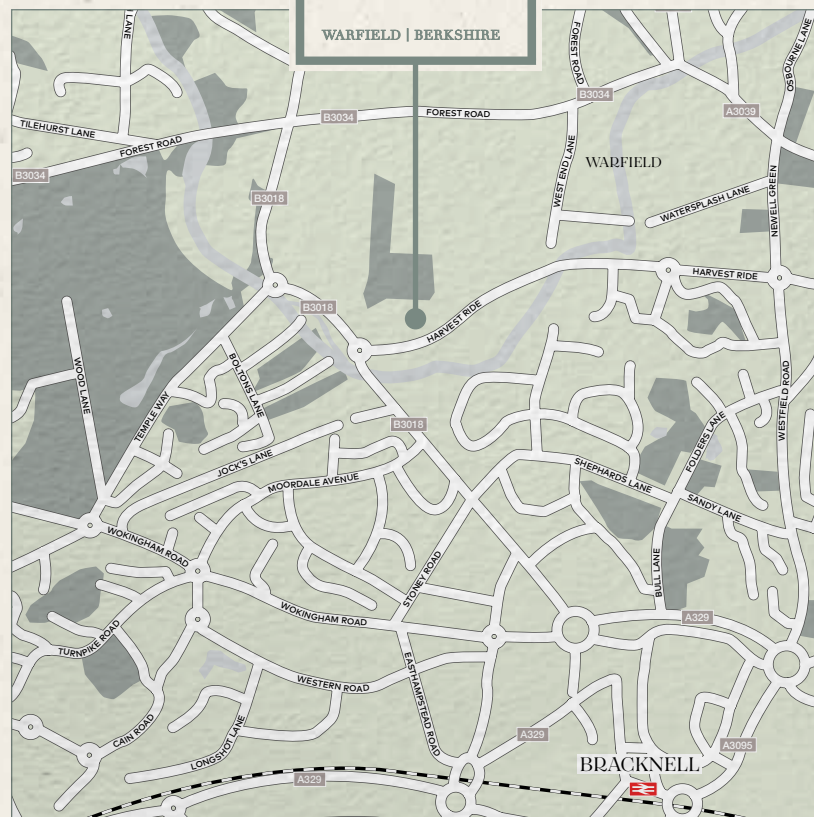 WARFIELD | BERKSHIRE
LANE
FOREST ROAD
OSBOURNE LANE
B3034
A3039
B3034
FOREST ROAD
TILEHURST LANE
FOREST ROAD
B3034
WEST END LANE
WARFIELD
WATERSPLASH LANE
NEWELL GREEN
B3018
HARVEST RIDE
B3018
HARVEST RIDE
WOOD LANE
BOLTONS LANE
TEMPLE WAY
WESTFIELD ROAD
B3018
FOLDERS LANE
JOCK'S LANE
MOORDALE AVENUE
SHEPHARDS LANE
SANDY LANE
WOKINGHAM ROAD
STONEY ROAD
BULL LANE
WOKINGHAM ROAD
A329
TURNPIKE ROAD
EASTHAMPSTEAD ROAD
WESTERN ROAD
CAIN ROAD
LONGSHOT LANE
A329
A3095
BRACKNELL
A329